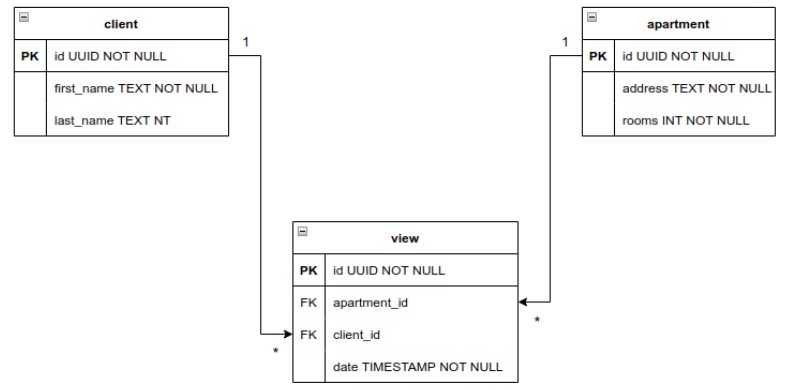 client
PK id UUID NOT NULL
first_name TEXT NOT NULL
last_name TEXT NT
1
apartment
PK id UUID NOT NULL
address TEXT NOT NULL
rooms INT NOT NULL
1
view
PK id UUID NOT NULL
FK apartment_id
FK client_id
date TIMESTAMP NOT NULL
*
*